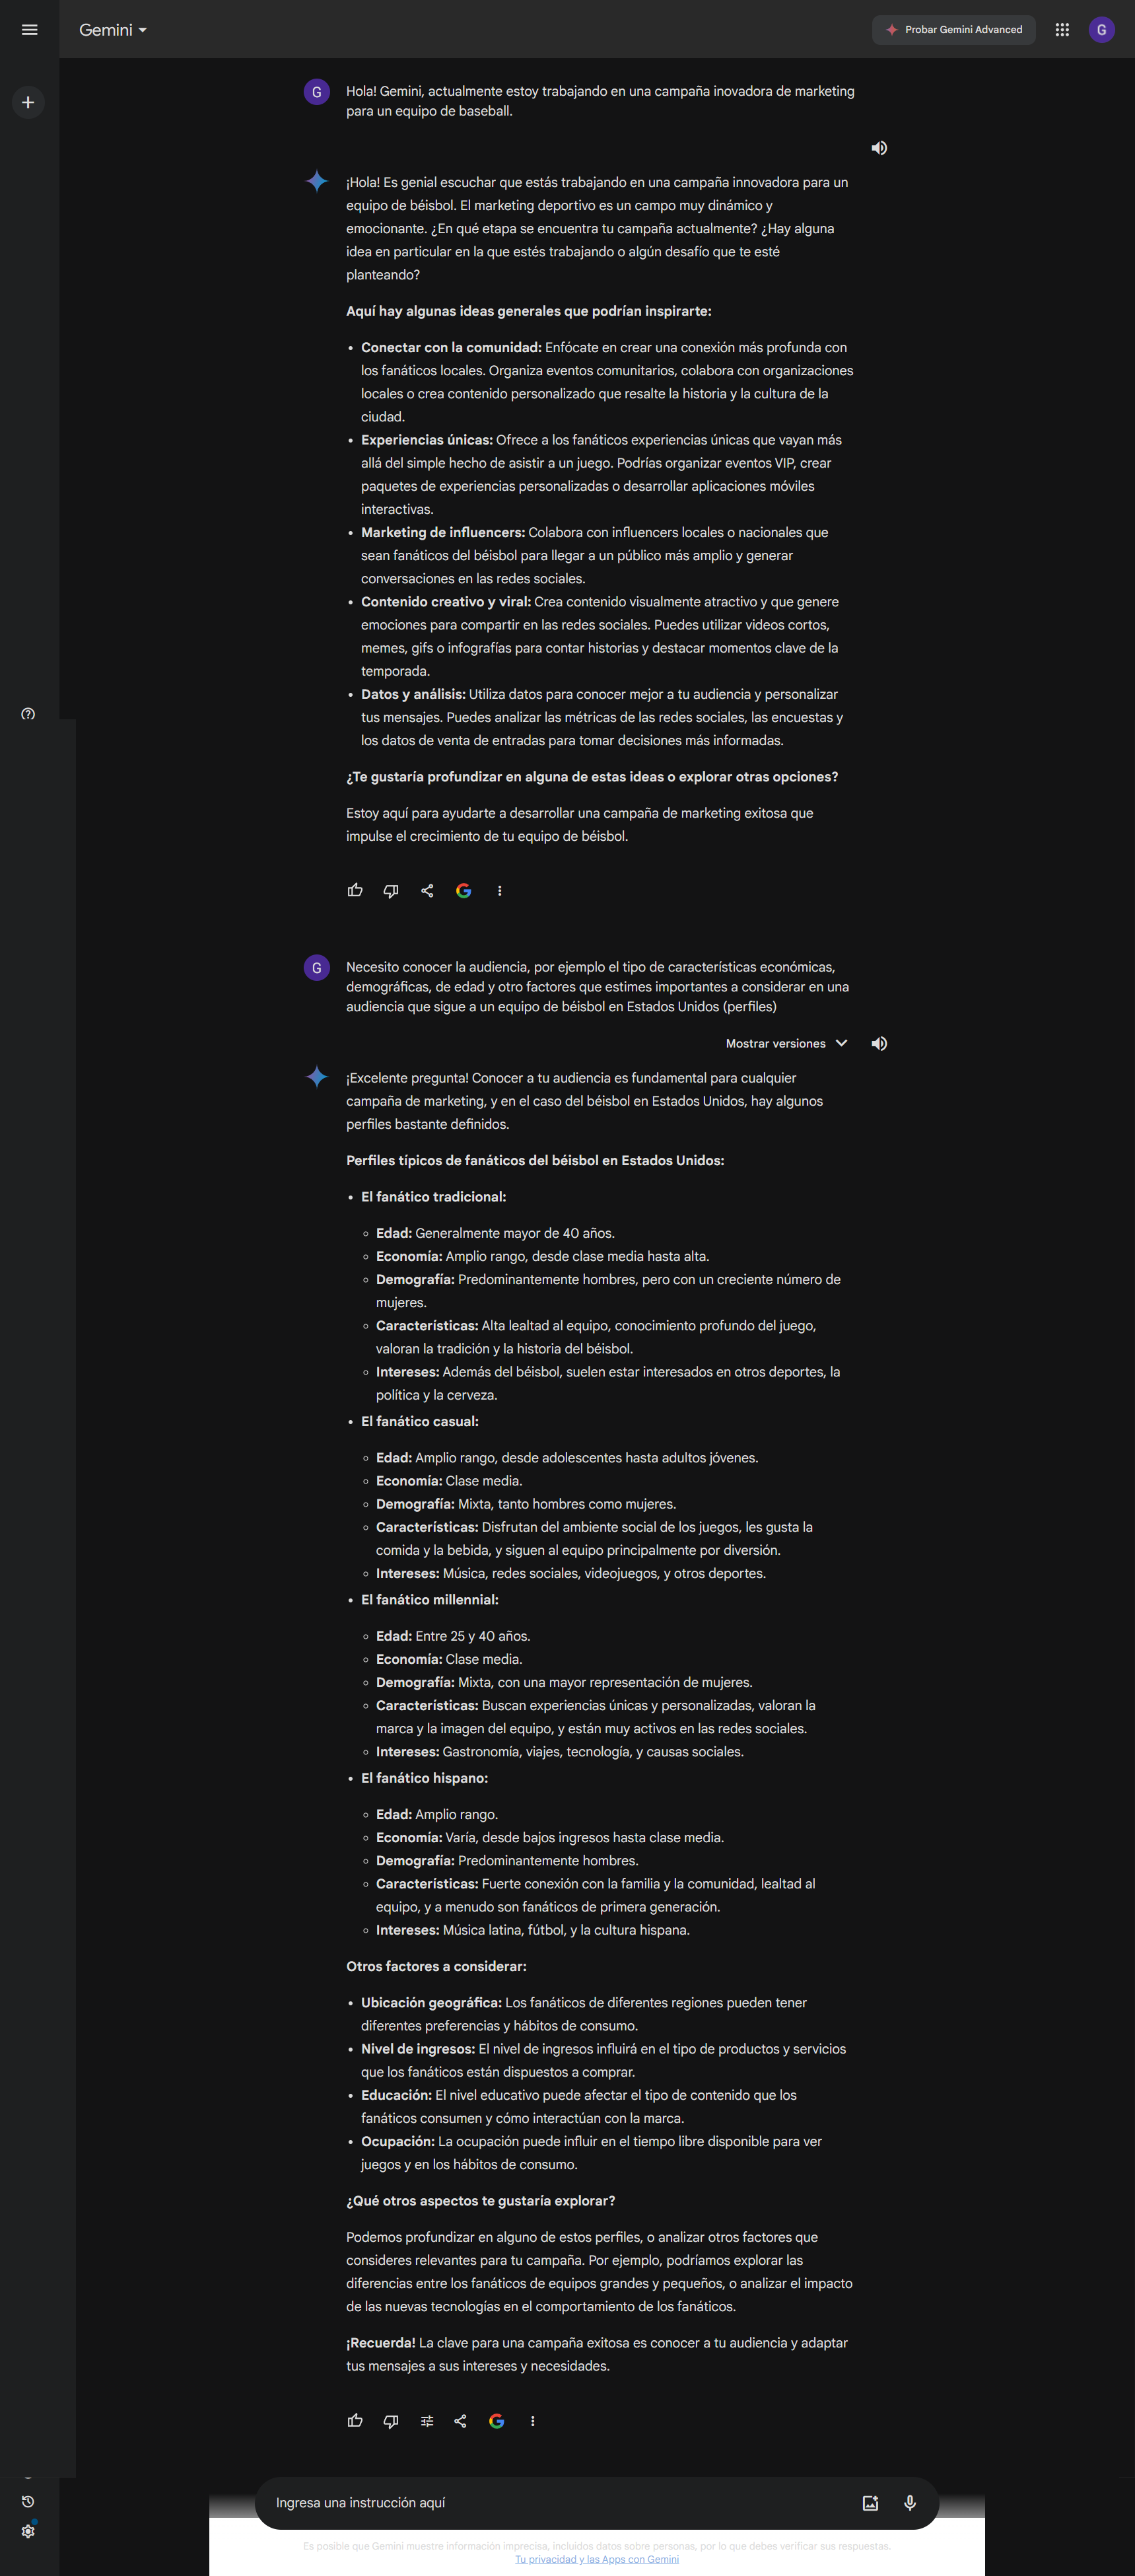 Gemini
Probar Gemini Advanced
G
G
Hola! Gemini, actualmente estoy trabajando en una campaña inovadora de marketing
para un equipo de baseball.
¡Hola! Es genial escuchar que estás trabajando en una campaña innovadora para un
equipo de béisbol. El marketing deportivo es un campo muy dinámico y
emocionante. ¿En qué etapa se encuentra tu campaña actualmente? ¿Hay alguna
idea en particular en la que estés trabajando o algún desafío que te esté
planteando?
Aquí hay algunas ideas generales que podrían inspirarte:
• Conectar con la comunidad: Enfócate en crear una conexión más profunda con
los fanáticos locales. Organiza eventos comunitarios, colabora con organizaciones
locales o crea contenido personalizado que resalte la historia y la cultura de la
ciudad.
• Experiencias únicas: Ofrece a los fanáticos experiencias únicas que vayan más
allá del simple hecho de asistir a un juego. Podrías organizar eventos VIP, crear
paquetes de experiencias personalizadas o desarrollar aplicaciones móviles
interactivas.
• Marketing de influencers: Colabora con influencers locales o nacionales que
sean fanáticos del béisbol para llegar a un público más amplio y generar
conversaciones en las redes sociales.
• Contenido creativo y viral: Crea contenido visualmente atractivo y que genere
emociones para compartir en las redes sociales. Puedes utilizar videos cortos,
memes, gifs o infografías para contar historias y destacar momentos clave de la
temporada.
• Datos y análisis: Utiliza datos para conocer mejor a tu audiencia y personalizar
tus mensajes. Puedes analizar las métricas de las redes sociales, las encuestas y
los datos de venta de entradas para tomar decisiones más informadas.
¿Te gustaría profundizar en alguna de estas ideas o explorar otras opciones?
Estoy aquí para ayudarte a desarrollar una campaña de marketing exitosa que
impulse el crecimiento de tu equipo de béisbol.
G
Necesito conocer la audiencia, por ejemplo el tipo de características económicas,
demográficas, de edad y otro factores que estimes importantes a considerar en una
audiencia que sigue a un equipo de béisbol en Estados Unidos (perfiles)
Mostrar versiones
¡Excelente pregunta! Conocer a tu audiencia es fundamental para cualquier
campaña de marketing, y en el caso del béisbol en Estados Unidos, hay algunos
perfiles bastante definidos.
Perfiles típicos de fanáticos del béisbol en Estados Unidos:
• El fanático tradicional:
◦ Edad: Generalmente mayor de 40 años.
◦ Economía: Amplio rango, desde clase media hasta alta.
◦ Demografía: Predominantemente hombres, pero con un creciente número de
mujeres.
◦ Características: Alta lealtad al equipo, conocimiento profundo del juego,
valoran la tradición y la historia del béisbol.
◦ Intereses: Además del béisbol, suelen estar interesados en otros deportes, la
política y la cerveza.
• El fanático casual:
◦ Edad: Amplio rango, desde adolescentes hasta adultos jóvenes.
◦ Economía: Clase media.
◦ Demografía: Mixta, tanto hombres como mujeres.
◦ Características: Disfrutan del ambiente social de los juegos, les gusta la
comida y la bebida, y siguen al equipo principalmente por diversión.
◦ Intereses: Música, redes sociales, videojuegos, y otros deportes.
• El fanático millennial:
◦ Edad: Entre 25 y 40 años.
◦ Economía: Clase media.
◦ Demografía: Mixta, con una mayor representación de mujeres.
◦ Características: Buscan experiencias únicas y personalizadas, valoran la
marca y la imagen del equipo, y están muy activos en las redes sociales.
◦ Intereses: Gastronomía, viajes, tecnología, y causas sociales.
• El fanático hispano:
◦ Edad: Amplio rango.
◦ Economía: Varía, desde bajos ingresos hasta clase media.
◦ Demografía: Predominantemente hombres.
◦ Características: Fuerte conexión con la familia y la comunidad, lealtad al
equipo, y a menudo son fanáticos de primera generación.
◦ Intereses: Música latina, fútbol, y la cultura hispana.
Otros factores a considerar:
• Ubicación geográfica: Los fanáticos de diferentes regiones pueden tener
diferentes preferencias y hábitos de consumo.
• Nivel de ingresos: El nivel de ingresos influirá en el tipo de productos y servicios
que los fanáticos están dispuestos a comprar.
• Educación: El nivel educativo puede afectar el tipo de contenido que los
fanáticos consumen y cómo interactúan con la marca.
• Ocupación: La ocupación puede influir en el tiempo libre disponible para ver
juegos y en los hábitos de consumo.
¿Qué otros aspectos te gustaría explorar?
Podemos profundizar en alguno de estos perfiles, o analizar otros factores que
consideres relevantes para tu campaña. Por ejemplo, podríamos explorar las
diferencias entre los fanáticos de equipos grandes y pequeños, o analizar el impacto
de las nuevas tecnologías en el comportamiento de los fanáticos.
¡Recuerda! La clave para una campaña exitosa es conocer a tu audiencia y adaptar
tus mensajes a sus intereses y necesidades.
Ingresa una instrucción aquí
Es posible que Gemini muestre información imprecisa, incluidos datos sobre personas, por lo que debes verificar sus respuestas.
Tu privacidad y las Apps con Gemini